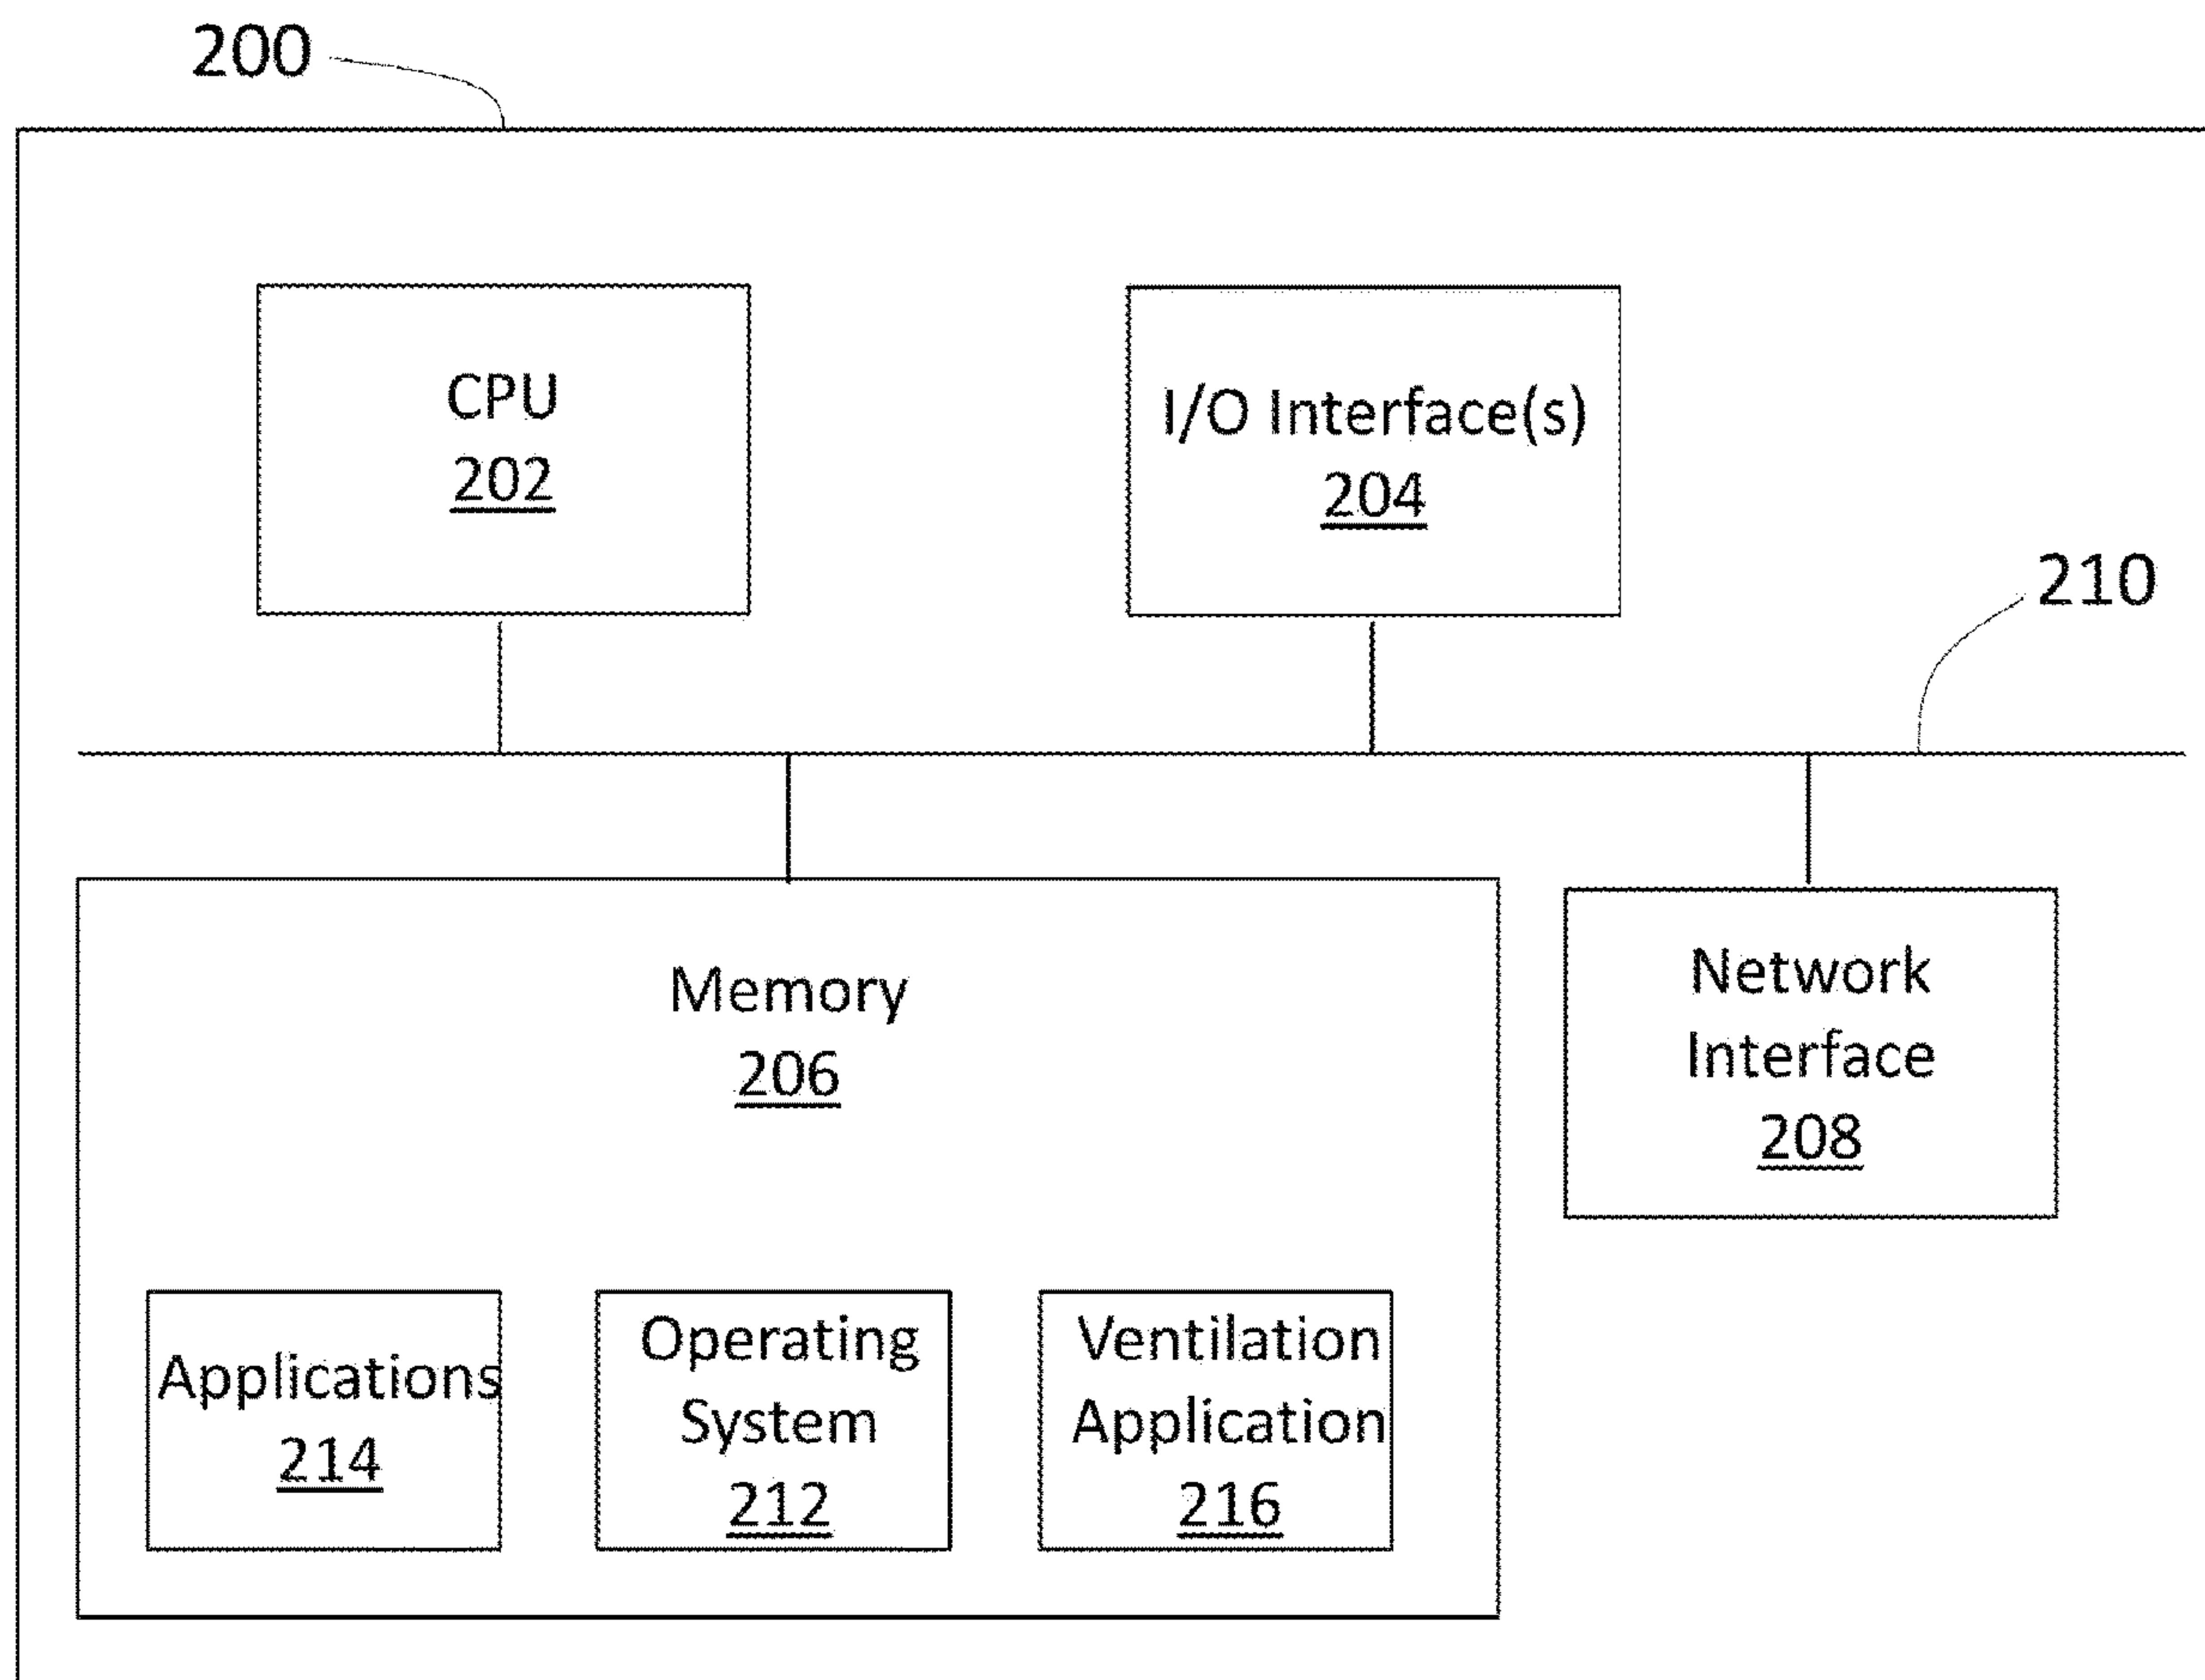 200
CPU
202
I/O Interface(s)
204
210
Memory
206
Network
Interface
208
Applications
214
Operating
System
212
Ventilation
Application
216